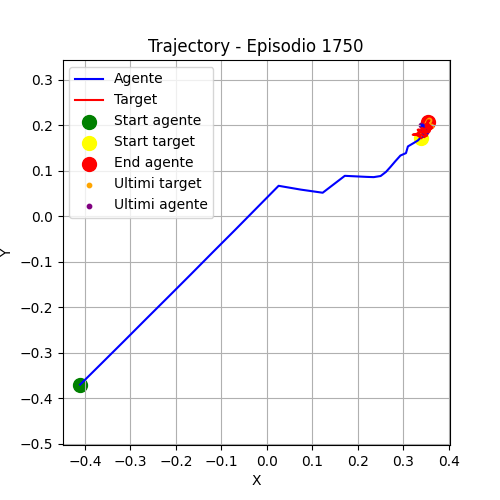 Trajectory - Episodio 1750
Agente
Target
Start agente
Start target
End agente
Ultimi target
Ultimi agente
0.3
0.2
0.1
0.0
−0.1
−0.2
−0.3
−0.4
−0.5
Y
−0.4 −0.3 −0.2 −0.1 0.0 0.1 0.2 0.3 0.4
X